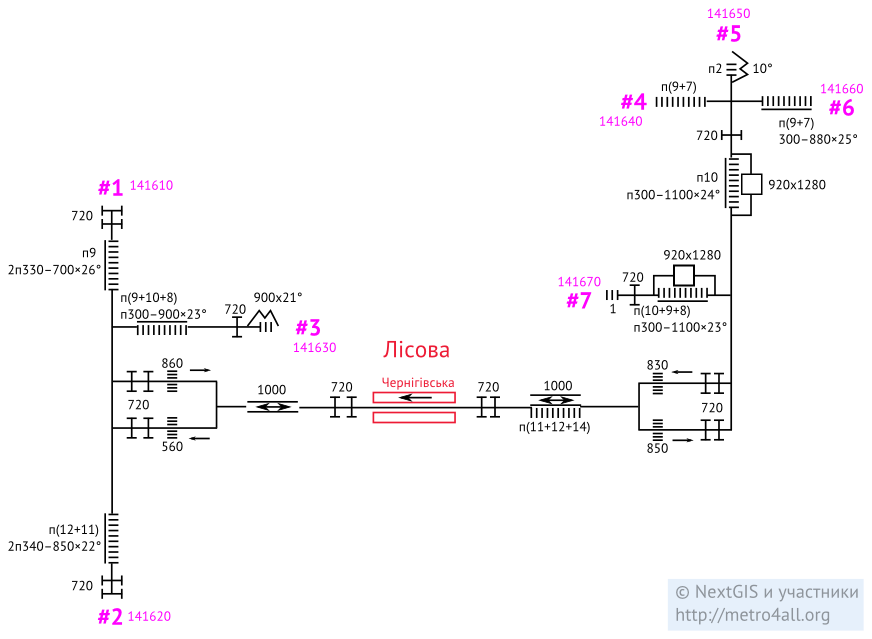 141650
#5
п2
10°
п(9+7)
141660
#4
#6
141640
п(9+7)
720
300–880×25°
п10
920x1280
#1
141610
п300–1100×24°
720
п9
920x1280
2п330–700×26°
141670
720
п(9+10+8)
900x21°
#7
п300–900×23°
720
1
п(10+9+8)
#3
п300–1100×23°
141630
Лісова
860
830
Чернігівська
1000
720
720
1000
720
720
п(11+12+14)
560
850
п(12+11)
2п340–850×22°
720
#2
141620
© NextGIS и участники
http://metro4all.org